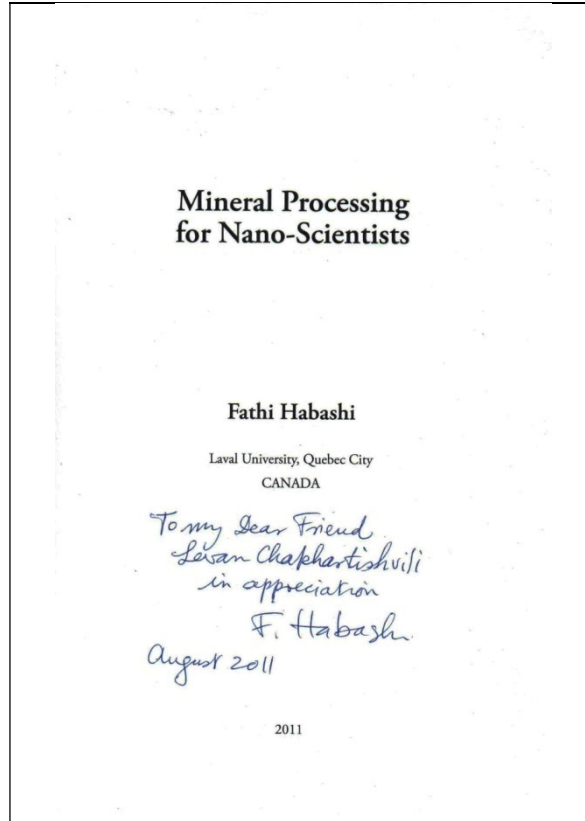 Mineral Processing
for Nano-Scientists
Fathi Habashi
Laval University, Quebec City
CANADA
To my Dear Friend
Levan Chaphartishvili
in appreciation
F. Habashi
August 2011
2011